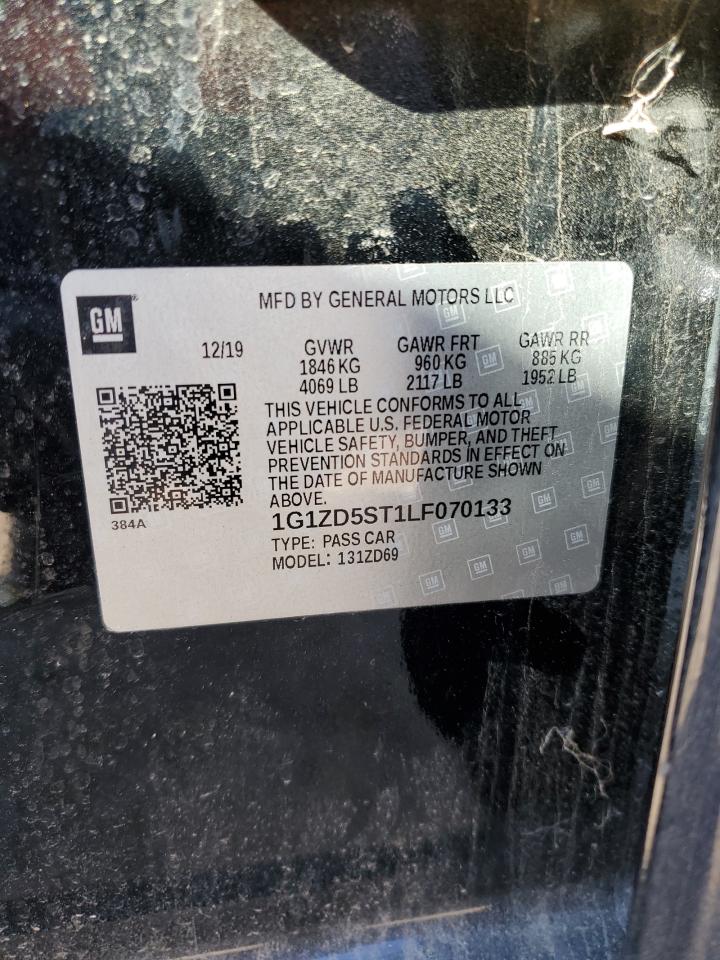 MFD BY GENERAL MOTORS LLC
GM
12/19 GVWR GAWR FRT GAWR RR
1846 KG 960 KG 885 KG
4069 LB 2117 LB 1952 LB
THIS VEHICLE CONFORMS TO ALL
APPLICABLE U.S. FEDERAL MOTOR
VEHICLE SAFETY, BUMPER, AND THEFT
PREVENTION STANDARDS IN EFFECT ON
THE DATE OF MANUFACTURE SHOWN
ABOVE.
384A
1G1ZD5ST1LF070133
TYPE: PASS CAR
MODEL: 131ZD69